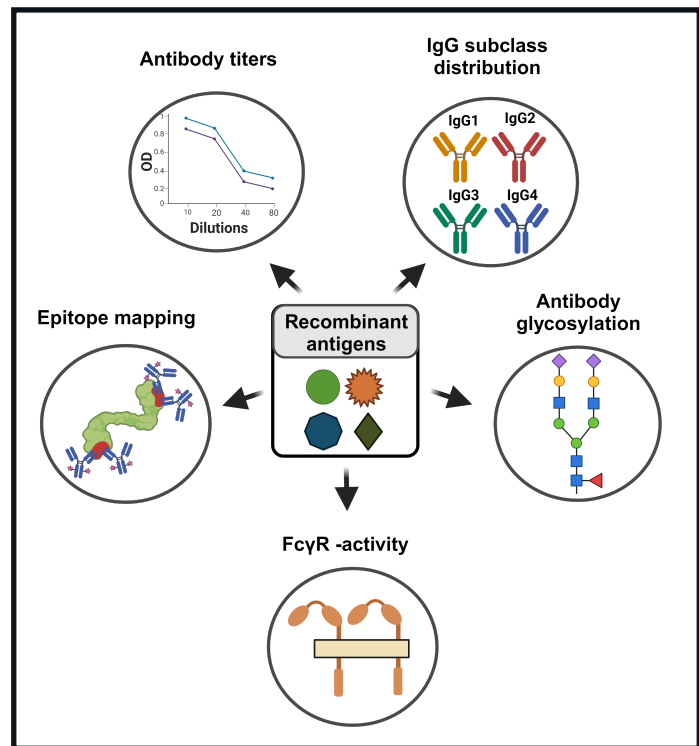 Antibody titers
1
0.8
0.6
0.4
0.2
0
OD
10 20 40 80
Dilutions
IgG subclass
distribution
IgG1 IgG2
IgG3 IgG4
Epitope mapping
Recombinant
antigens
Antibody
glycosylation
FcγR -activity